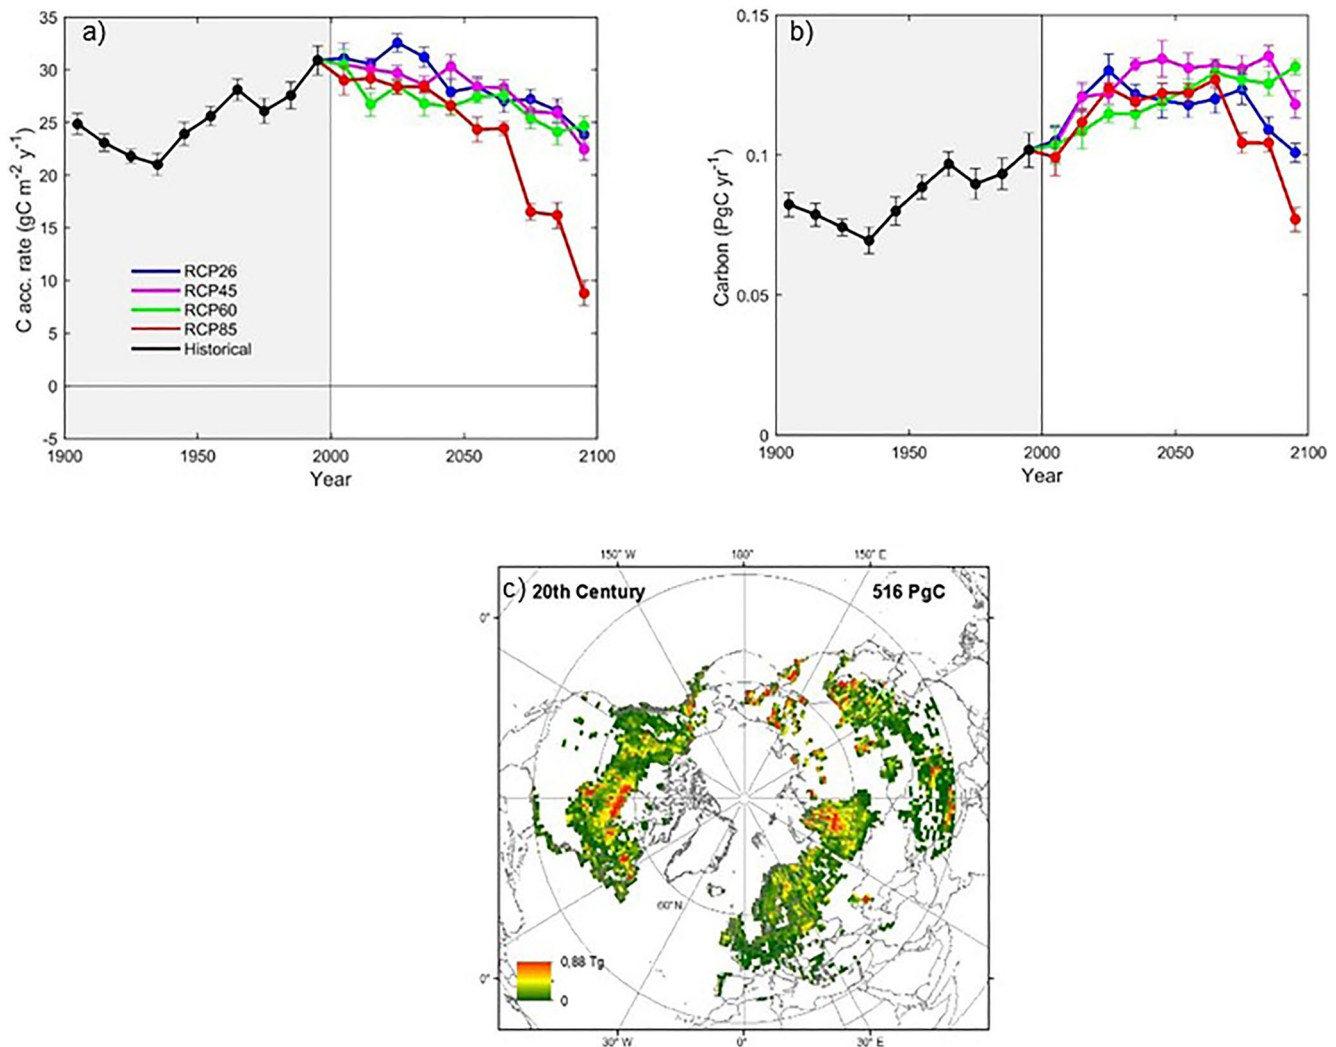 a)
35
30
25
20
15
10
5
0
-5
C acc. rate (gC m-2 y-1)
RCP26
RCP45
RCP60
RCP85
Historical
1900 1950 2000 2050 2100
Year
b)
0.15
0.1
0.05
0
Carbon (PgC yr-1)
1900 1950 2000 2050 2100
Year
150° W 180° 150° E
c) 20th Century 516 PgC
0°
60°N
0,88 Tg
0
0°
30° W 0° 30° E